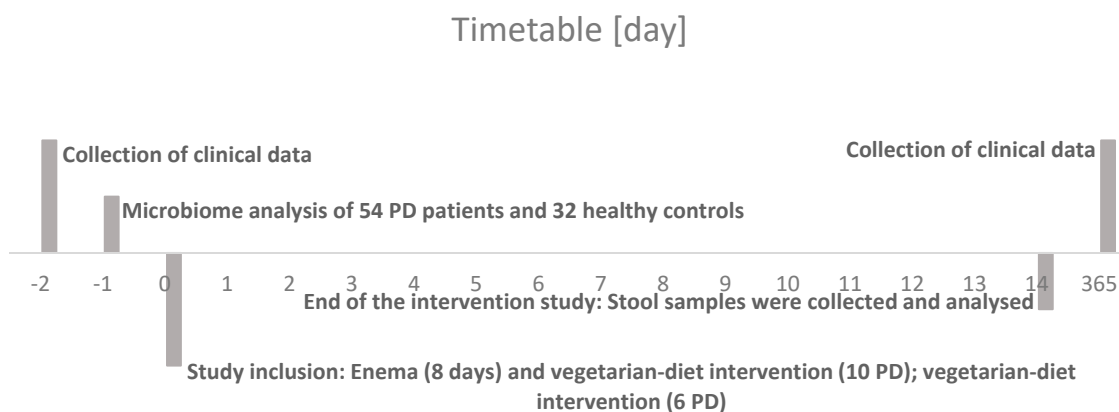 Timetable [day]
Collection of clinical data
Collection of clinical data
Microbiome analysis of 54 PD patients and 32 healthy controls
-2 -1 0 1 2 3 4 5 6 7 8 9 10 11 12 13 14 365
End of the intervention study: Stool samples were collected and analysed
Study inclusion: Enema (8 days) and vegetarian-diet intervention (10 PD); vegetarian-diet
intervention (6 PD)